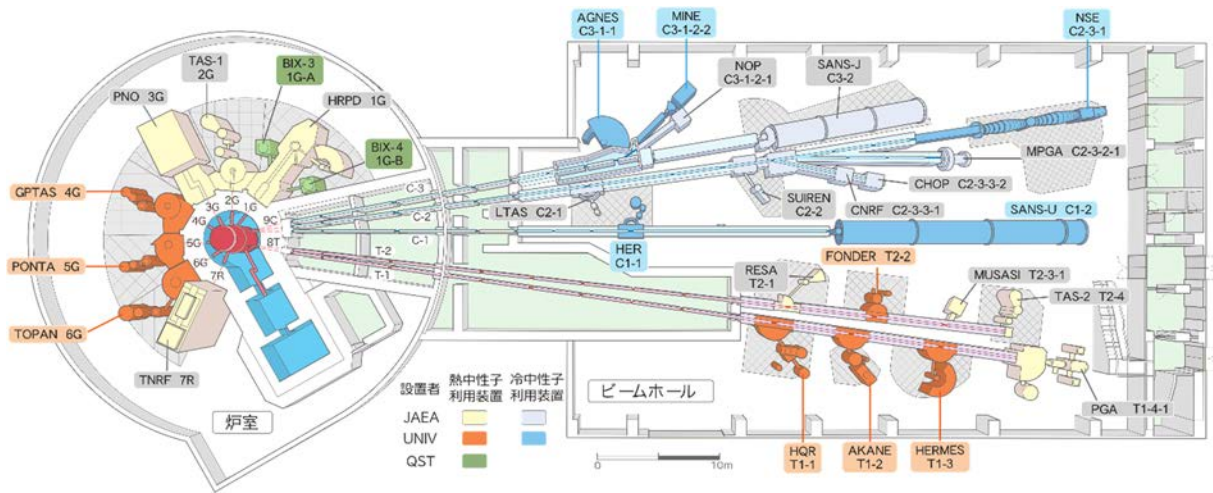 AGNES
C3-1-1
MINE
C3-1-2-2
NSE
C2-3-1
TAS-1
2G
BIX-3
1G-A
NOP
C3-1-2-1
SANS-J
C3-2
PNO 3G
HRPD 1G
BIX-4
1G-B
MPGA C2-3-2-1
CHOP C2-3-3-2
GPTAS 4G
C-3
C-2
C-1
LTAS C2-1
SUIREN
C2-2
CNRF C2-3-3-1
SANS-U C1-2
3G
2G
1G
4G
9C
5G
8T
6G
7R
T-2
T-1
HER
C1-1
FONDER T2-2
PONTA 5G
RESA
T2-1
MUSASI T2-3-1
TAS-2 T2-4
TOPAN 6G
TNRF 7R
炉室
設置者
熱中性子
利用装置
冷中性子
利用装置
JAEA
UNIV
QST
ビームホール
PGA T1-4-1
HQR
T1-1
AKANE
T1-2
HERMES
T1-3
0
10m